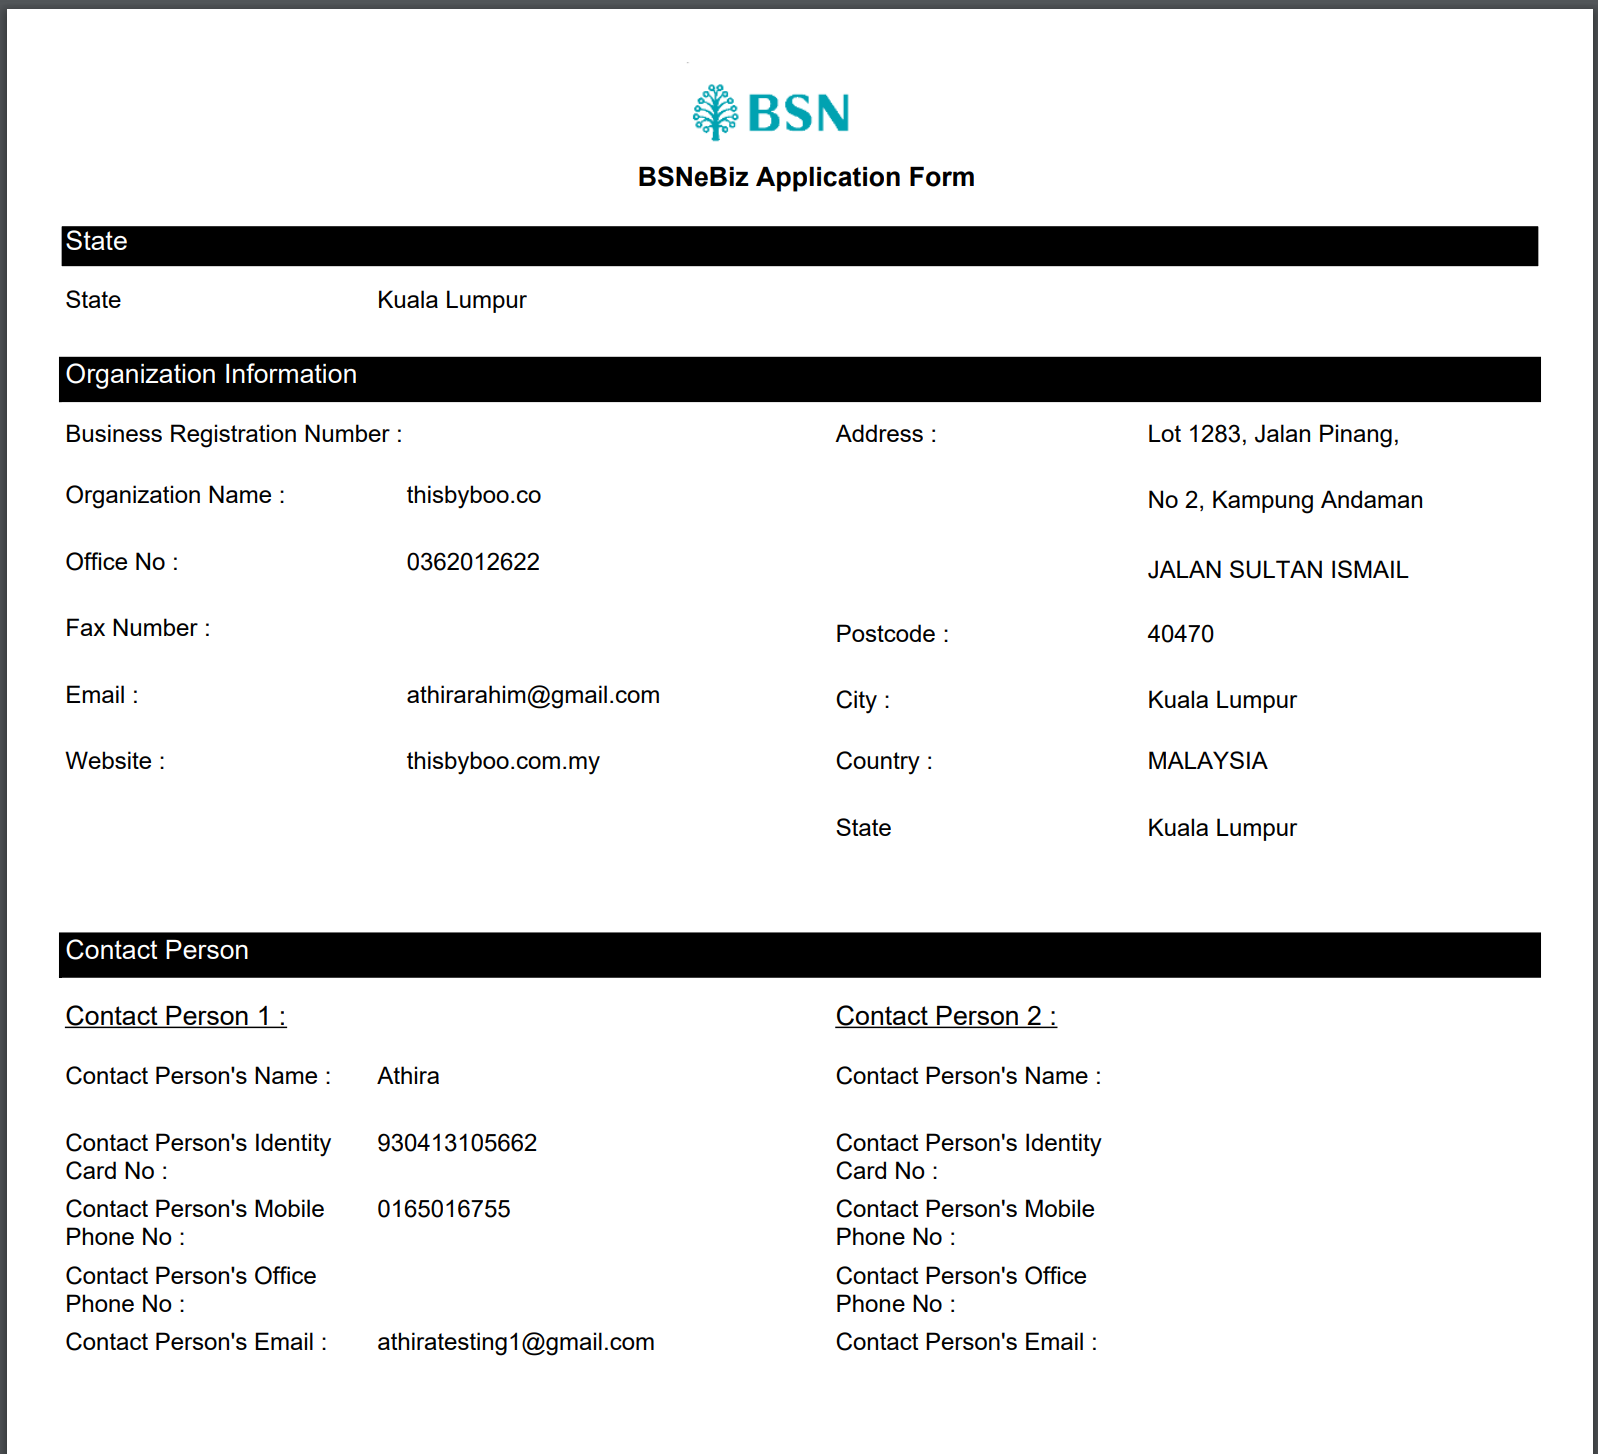 BSN
BSNeBiz Application Form
State
State Kuala Lumpur
Organization Information
Business Registration Number :
Organization Name : thisbyboo.co
Office No : 0362012622
Fax Number :
Email : athirarahim@gmail.com
Website : thisbyboo.com.my
Address : Lot 1283, Jalan Pinang,
No 2, Kampung Andaman
JALAN SULTAN ISMAIL
Postcode : 40470
City : Kuala Lumpur
Country : MALAYSIA
State Kuala Lumpur
Contact Person
Contact Person 1 :
Contact Person's Name : Athira
Contact Person's Identity 930413105662
Card No :
Contact Person's Mobile 0165016755
Phone No :
Contact Person's Office
Phone No :
Contact Person's Email : athiratesting1@gmail.com
Contact Person 2 :
Contact Person's Name :
Contact Person's Identity
Card No :
Contact Person's Mobile
Phone No :
Contact Person's Office
Phone No :
Contact Person's Email :